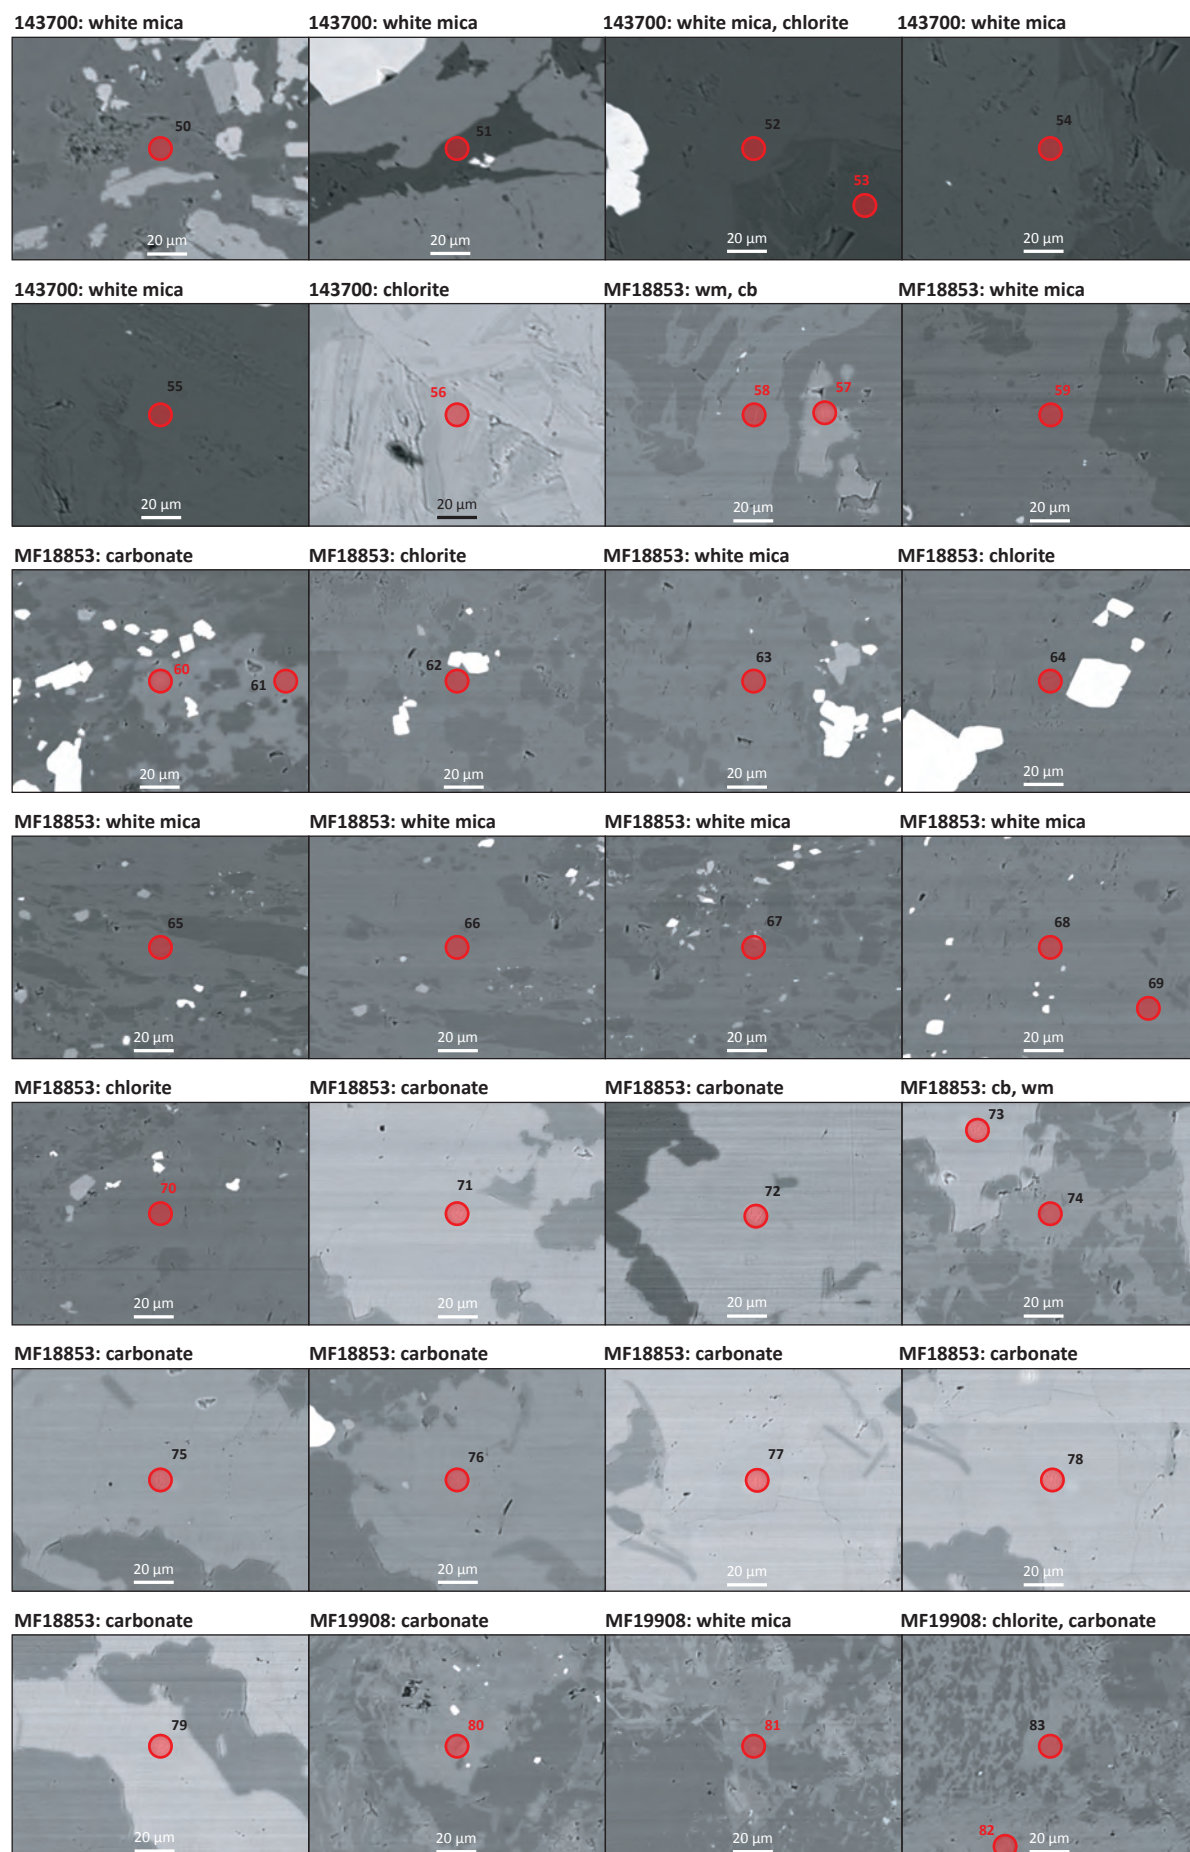 143700: white mica
143700: white mica
143700: white mica, chlorite
143700: white mica
50
51
52
53
54
20 µm
20 µm
20 µm
20 µm
143700: white mica
143700: chlorite
MF18853: wm, cb
MF18853: white mica
55
56
58
57
59
20 µm
20 µm
20 µm
20 µm
MF18853: carbonate
MF18853: chlorite
MF18853: white mica
MF18853: chlorite
60
61
62
63
64
20 µm
20 µm
20 µm
20 µm
MF18853: white mica
MF18853: white mica
MF18853: white mica
MF18853: white mica
65
66
67
68
69
20 µm
20 µm
20 µm
20 µm
MF18853: chlorite
MF18853: carbonate
MF18853: carbonate
MF18853: cb, wm
70
71
72
73
74
20 µm
20 µm
20 µm
20 µm
MF18853: carbonate
MF18853: carbonate
MF18853: carbonate
MF18853: carbonate
75
76
77
78
20 µm
20 µm
20 µm
20 µm
MF18853: carbonate
MF19908: carbonate
MF19908: white mica
MF19908: chlorite, carbonate
79
80
81
83
82
20 µm
20 µm
20 µm
20 µm